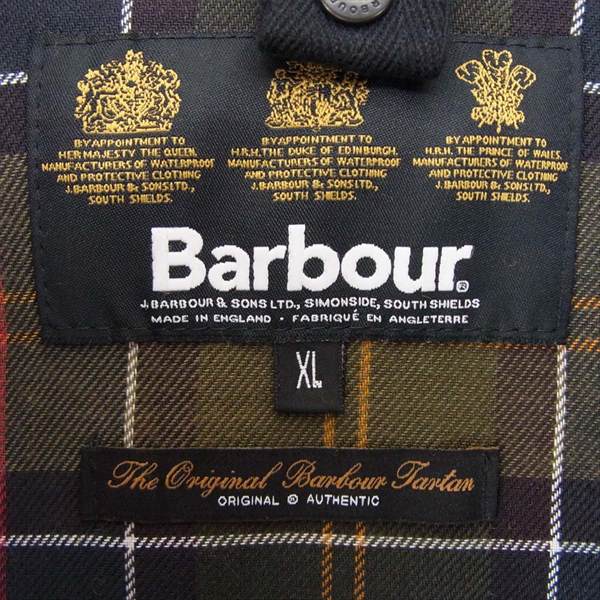 BARBOUR
BY APPOINTMENT TO
HER MAJESTY THE QUEEN.
MANUFACTURERS OF WATERPROOF
AND PROTECTIVE CLOTHING
J.BARBOUR & SONS LTD.,
SOUTH SHIELDS.
BY APPOINTMENT TO
H.R.H. THE DUKE OF EDINBURGH.
MANUFACTURERS OF WATERPROOF
AND PROTECTIVE CLOTHING
J.BARBOUR & SONS LTD.,
SOUTH SHIELDS.
BY APPOINTMENT TO
H.R.H. THE PRINCE OF WALES.
MANUFACTURERS OF WATERPROOF
AND PROTECTIVE CLOTHING
J.BARBOUR & SONS LTD.,
SOUTH SHIELDS.
Barbour®
J.BARBOUR & SONS LTD., SIMONSIDE, SOUTH SHIELDS
MADE IN ENGLAND · FABRIQUÉ EN ANGLETERRE
XL
The Original Barbour Tartan
ORIGINAL © AUTHENTIC